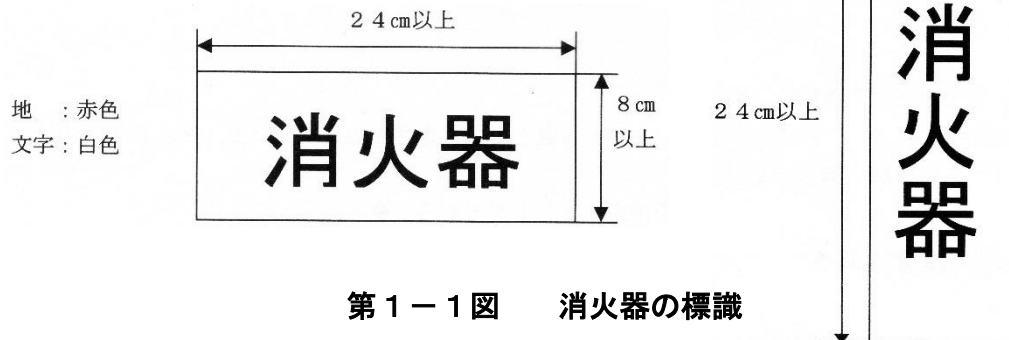 ２４㎝以上
地　：赤色
文字：白色
消火器
８㎝
以上
２４㎝以上
消火器
第１－１図　　消火器の標識